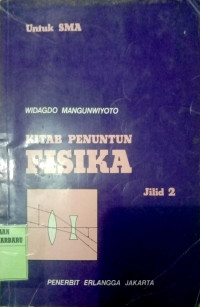 Untuk SMA
WIDAGDO MANGUNWIYOTO
KITAB PENUNTUN
FISIKA
Jilid 2
PENERBIT ERLANGGA JAKARTA